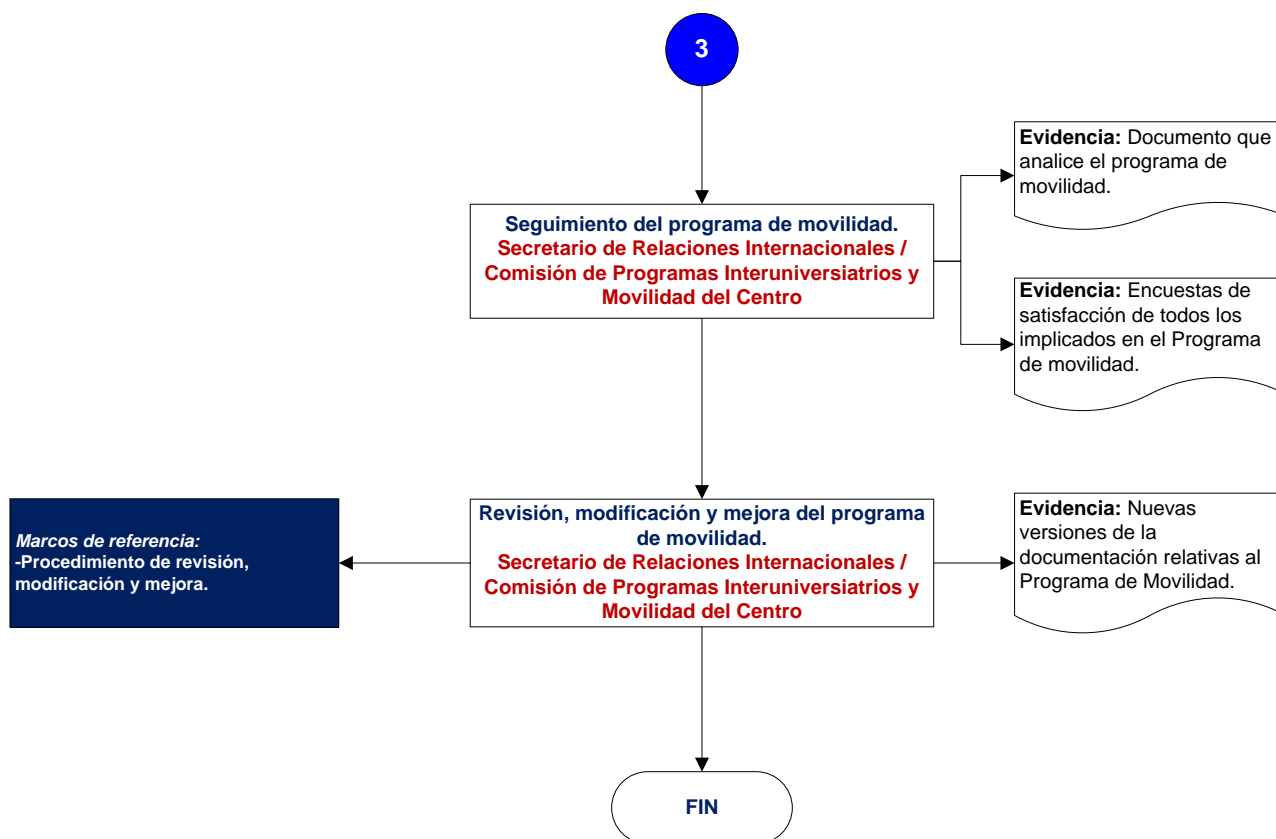 3
Evidencia: Documento que
analice el programa de
movilidad.
Seguimiento del programa de movilidad.
Secretario de Relaciones Internacionales /
Comisión de Programas Interuniversiatrios y
Movilidad del Centro
Evidencia: Encuestas de
satisfacción de todos los
implicados en el Programa
de movilidad.
Marcos de referencia:
-Procedimiento de revisión,
modificación y mejora.
Revisión, modificación y mejora del programa
de movilidad.
Secretario de Relaciones Internacionales /
Comisión de Programas Interuniversiatrios y
Movilidad del Centro
Evidencia: Nuevas
versiones de la
documentación relativas al
Programa de Movilidad.
FIN